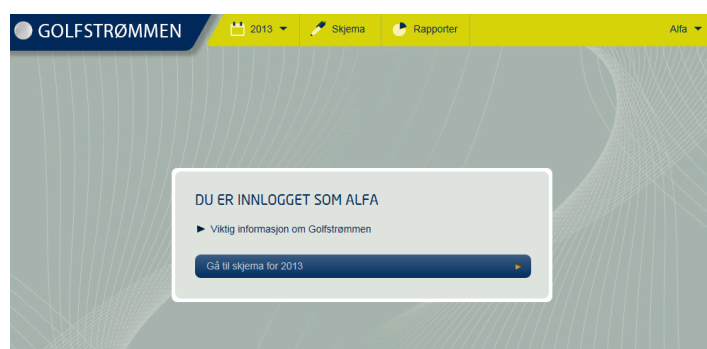 GOLFSTRØMMEN
2013
Skjema
Rapporter
Alfa
DU ER INNLOGGET SOM ALFA
Viktig informasjon om Golfstrømmen
Gå til skjema for 2013